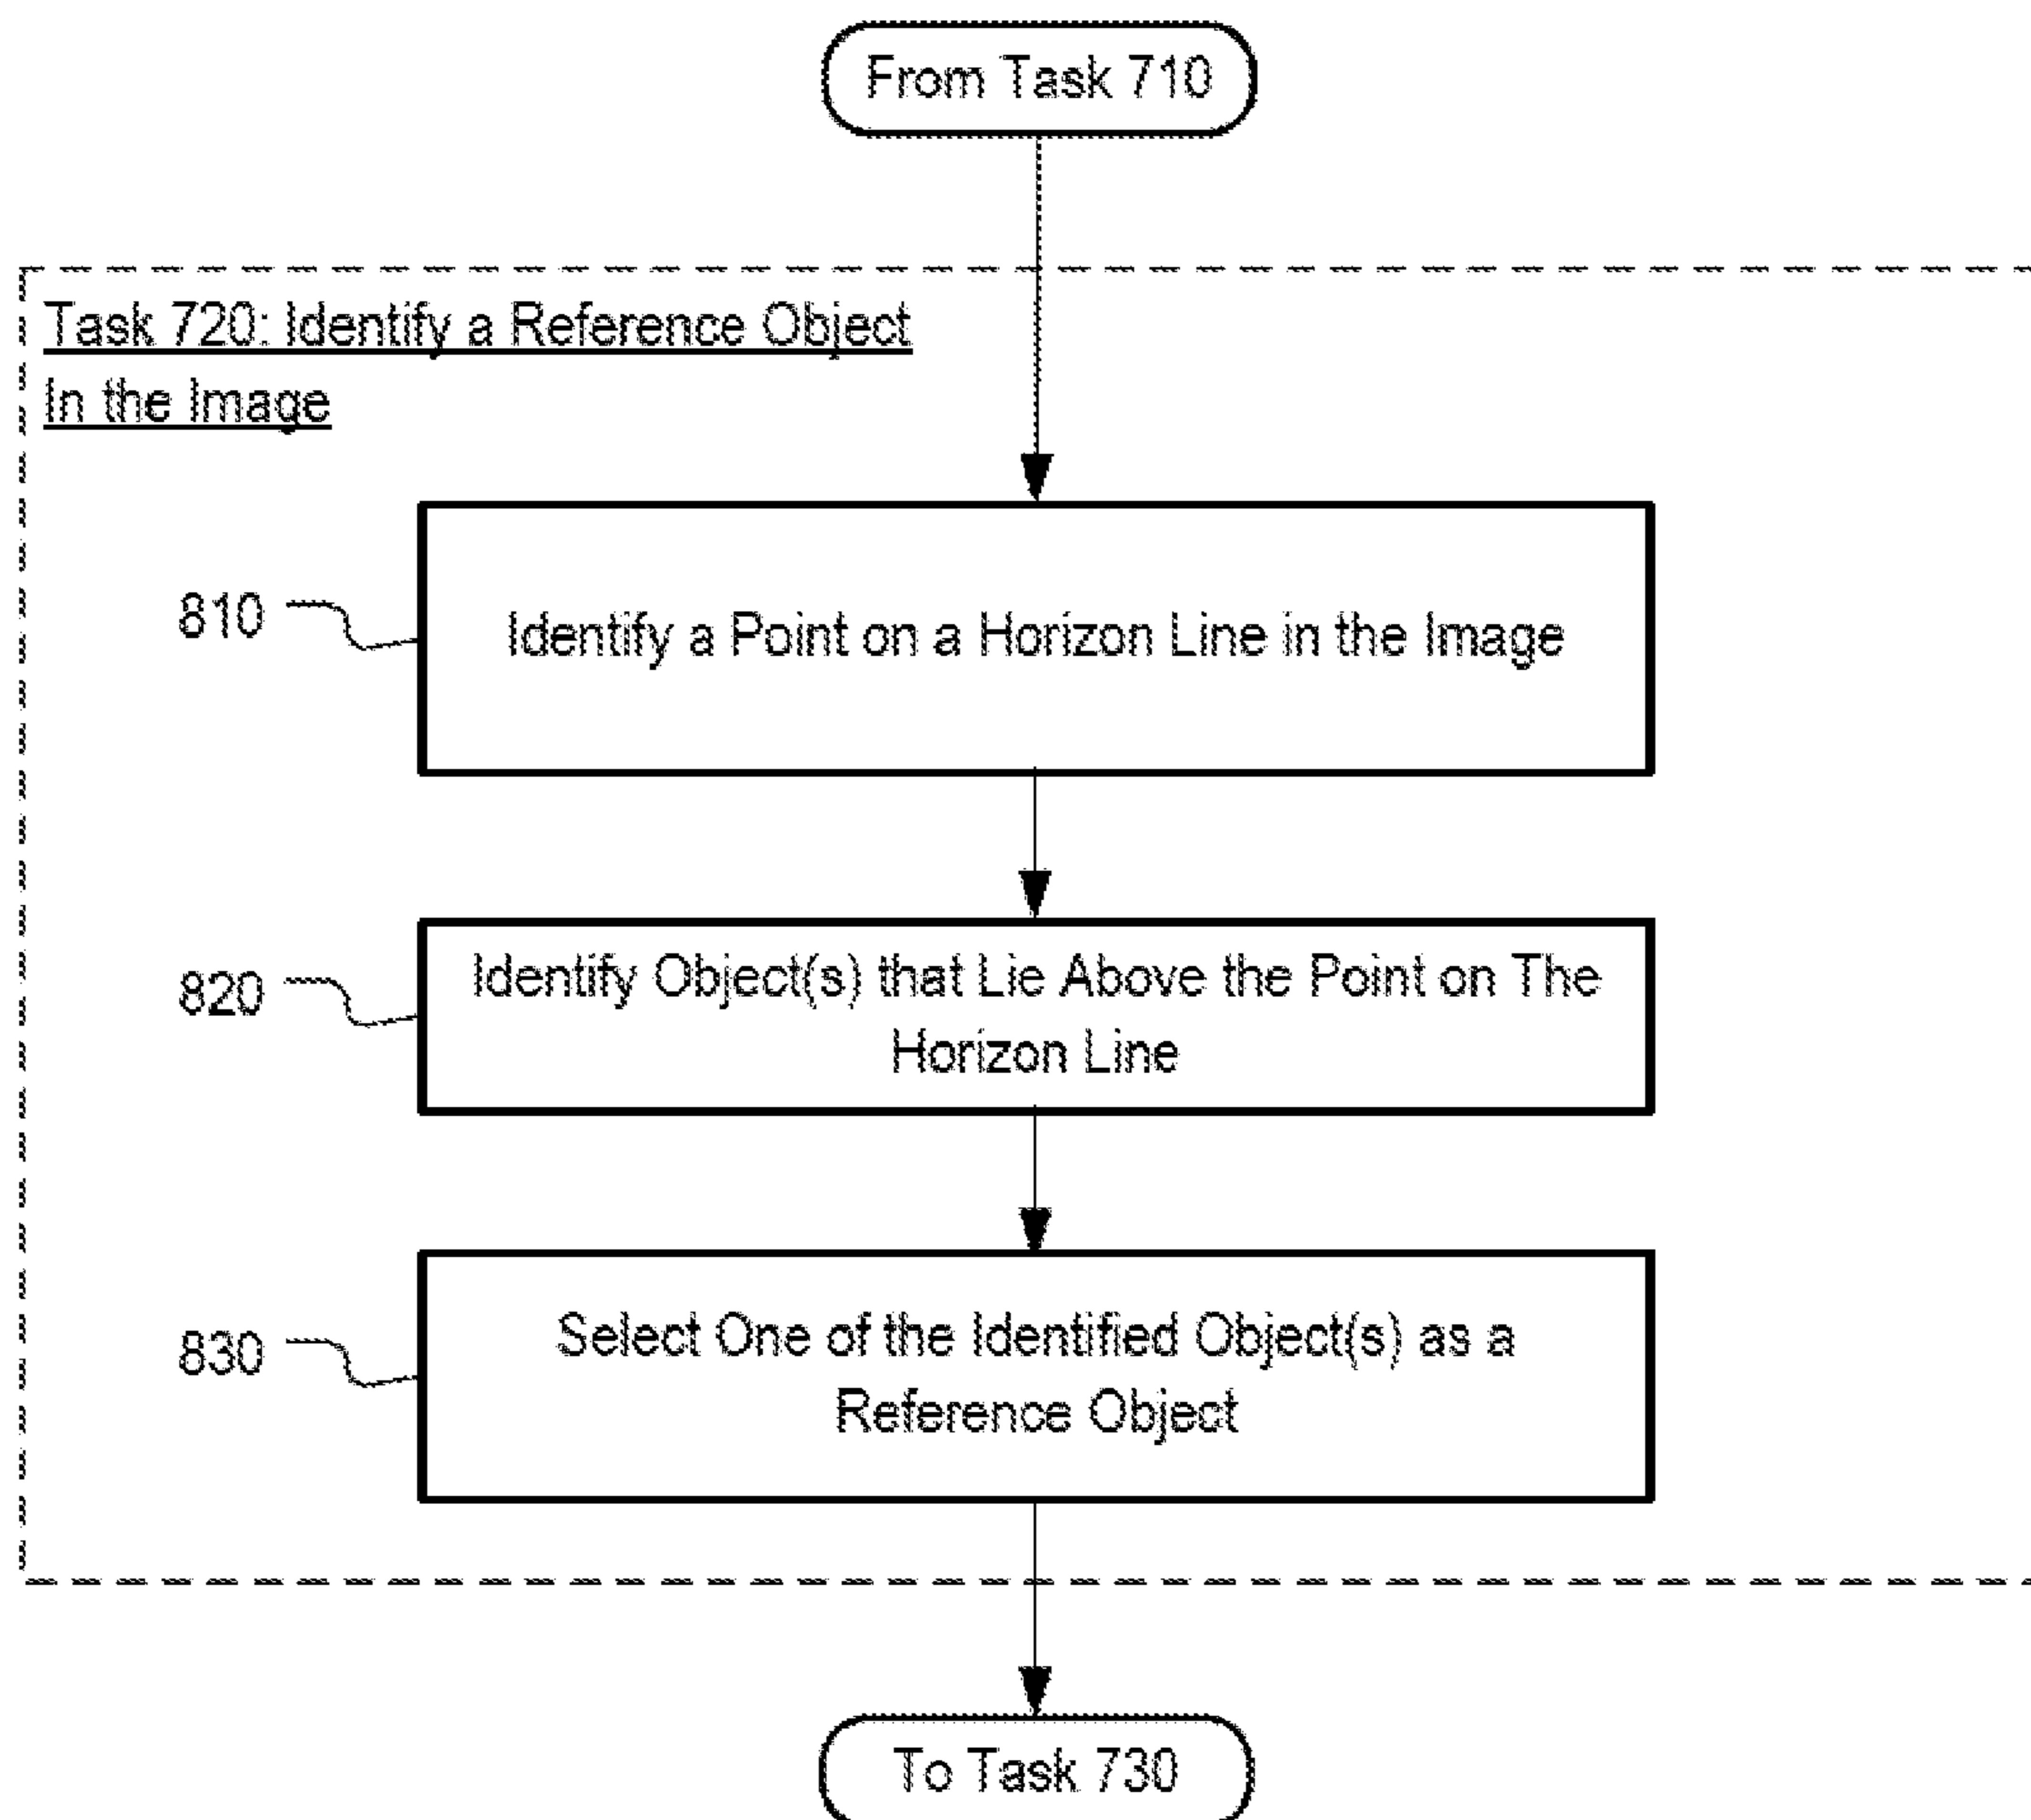 From Task 710
Task 720: Identify a Reference Object
In the Image
810
Identify a Point on a Horizon Line in the Image
820
Identify Object(s) that Lie Above the Point on The
Horizon Line
830
Select One of the Identified Object(s) as a
Reference Object
To Task 730